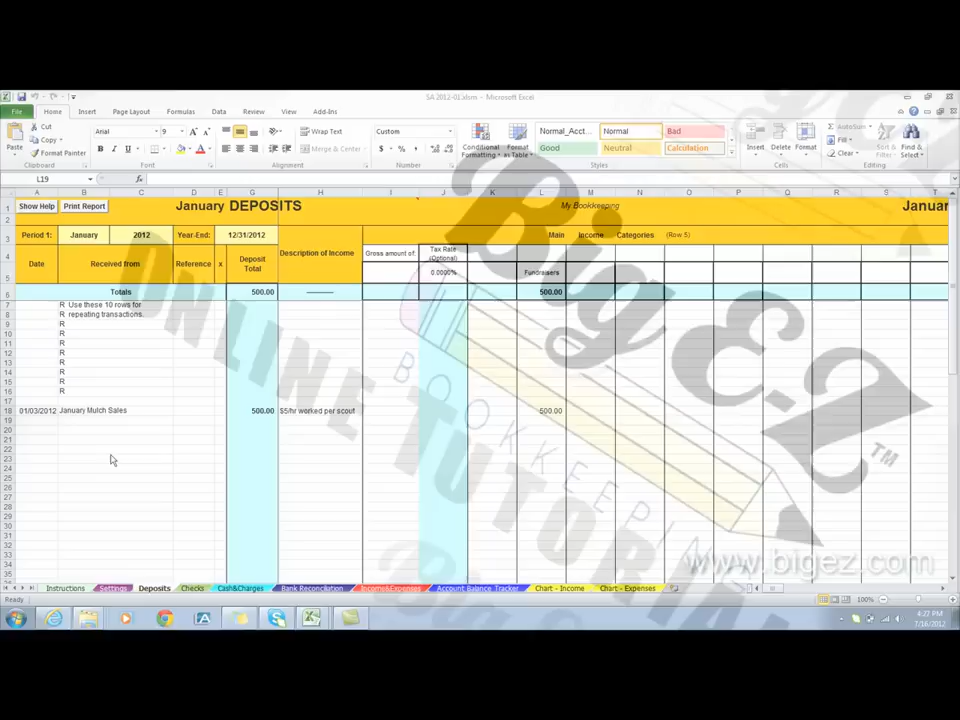 SA 2012-01.xlsm - Microsoft Excel
File Home Insert Page Layout Formulas Data Review View Add-Ins
Cut
Copy
Format Painter
Paste
Clipboard
Arial 9
Font
Wrap Text
Merge & Center
Alignment
Custom
Number
Conditional Formatting
Format as Table
Normal_Acct... Normal Bad
Good Neutral Calculation
Styles
Insert Delete Format
Cells
AutoSum
Fill
Clear
Sort & Filter
Find & Select
Editing
L19 fx
A B C D E G H I J K L M N O P Q R S T
Show Help Print Report January DEPOSITS My Bookkeeping Januar
Period 1: January 2012 Year-End: 12/31/2012 Main Income Categories (Row 5)
Date Received from Reference x Deposit Total Description of Income Gross amount of: Tax Rate (Optional)
0.0000% Fundraisers
Totals 500.00 500.00
R Use these 10 rows for
R repeating transactions.
R
R
R
R
R
R
R
R
01/03/2012 January Mulch Sales 500.00 $5/hr worked per scout 500.00
Big E-Z
BOOKKEEPING
ONLINE TUTORIAL
TM
www.bigez.com
Instructions Settings Deposits Checks Cash&Charges Bank Reconciliation Income&Expenses Account Balance Tracker Chart - Income Chart - Expenses
Ready 100%
4:27 PM
7/16/2012